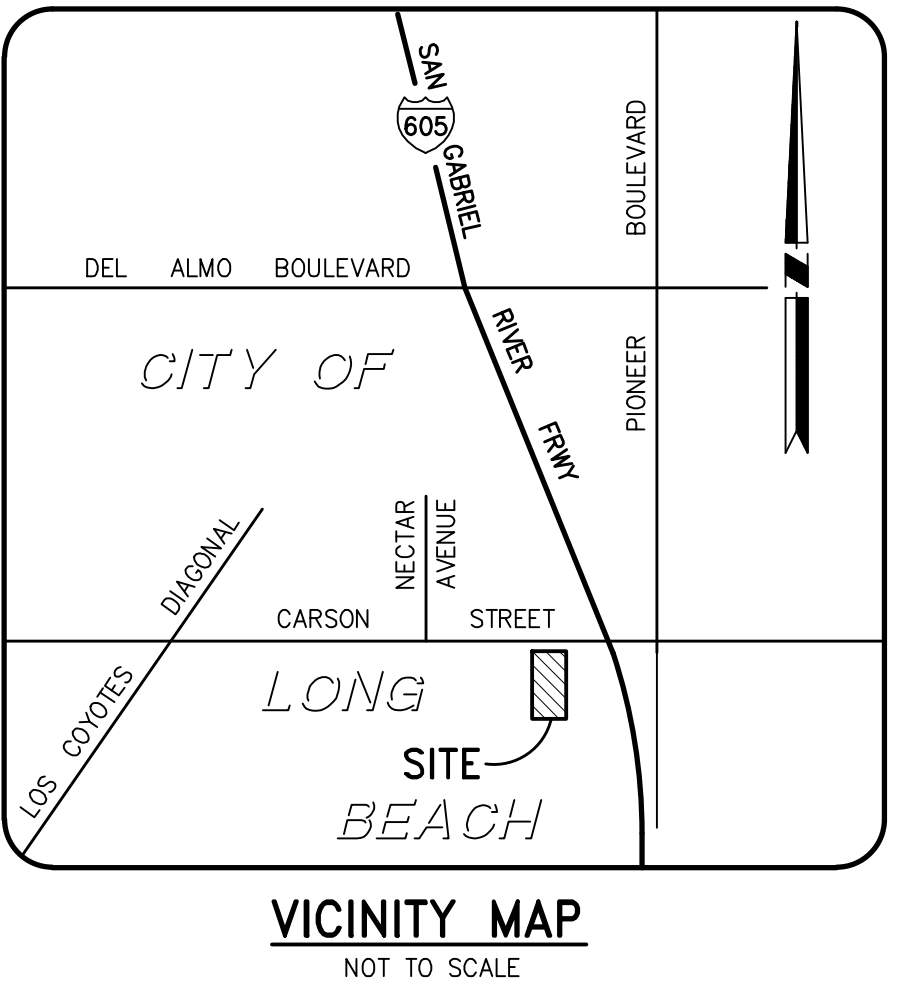 SAN
605
GABRIEL
BOULEVARD
N
DEL ALMO BOULEVARD
RIVER
PIONEER
CITY OF
FRWY
NECTAR
AVENUE
DIAGONAL
CARSON STREET
LOS COYOTES
LONG
SITE
BEACH
VICINITY MAP
NOT TO SCALE